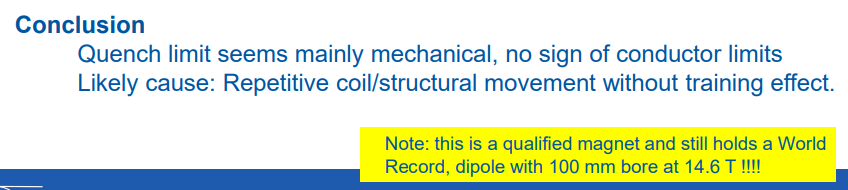 Conclusion
Quench limit seems mainly mechanical, no sign of conductor limits
Likely cause: Repetitive coil/structural movement without training effect.
Note: this is a qualified magnet and still holds a World
Record, dipole with 100 mm bore at 14.6 T !!!!